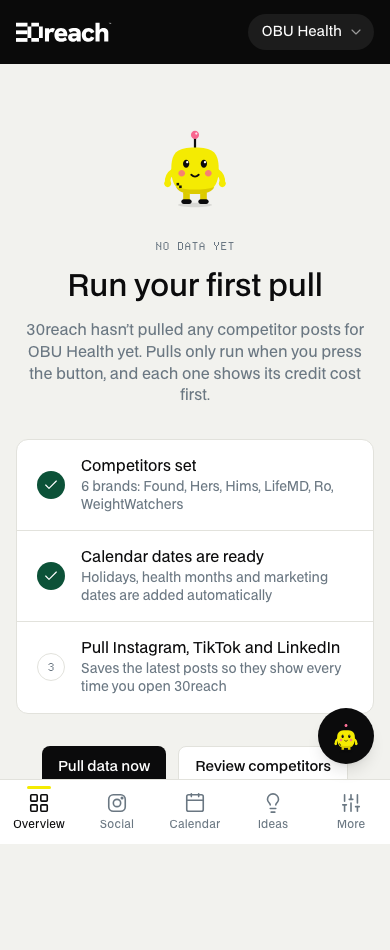 30reach
OBU Health
NO DATA YET
Run your first pull
30reach hasn't pulled any competitor posts for
OBU Health yet. Pulls only run when you press
the button, and each one shows its credit cost
first.
Competitors set
6 brands: Found, Hers, Hims, LifeMD, Ro,
WeightWatchers
Calendar dates are ready
Holidays, health months and marketing
dates are added automatically
3
Pull Instagram, TikTok and LinkedIn
Saves the latest posts so they show every
time you open 30reach
Pull data now
Review competitors
Overview
Social
Calendar
Ideas
More